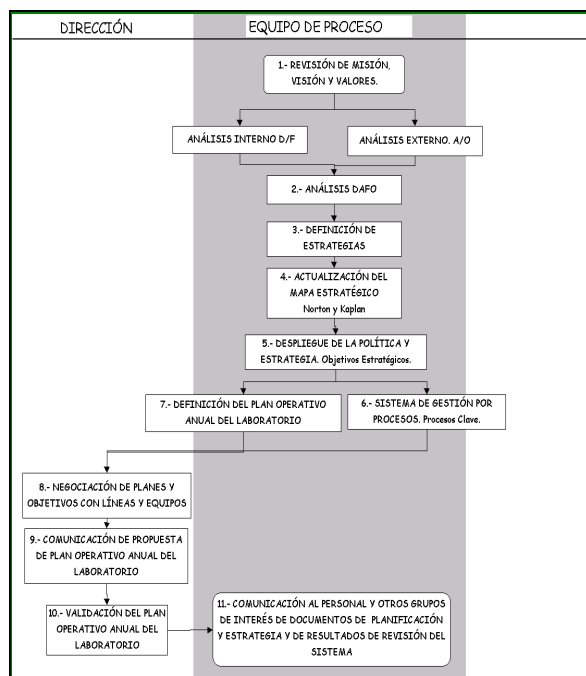 DIRECCIÓN
EQUIPO DE PROCESO
1.- REVISIÓN DE MISIÓN,
VISIÓN Y VALORES.
ANÁLISIS INTERNO D/F
ANÁLISIS EXTERNO. A/O
2.- ANÁLISIS DAFO
3.- DEFINICIÓN DE
ESTRATEGIAS
4.- ACTUALIZACIÓN DEL
MAPA ESTRATÉGICO
Norton y Kaplan
5.- DESPLIEGUE DE LA POLÍTICA Y
ESTRATEGIA. Objetivos Estratégicos.
7.- DEFINICIÓN DEL PLAN OPERATIVO
ANUAL DEL LABORATORIO
6.- SISTEMA DE GESTIÓN POR
PROCESOS. Procesos Clave.
8.- NEGOCIACIÓN DE PLANES Y
OBJETIVOS CON LÍNEAS Y EQUIPOS
9.- COMUNICACIÓN DE PROPUESTA
DE PLAN OPERATIVO ANUAL DEL
LABORATORIO
10.- VALIDACIÓN DEL PLAN
OPERATIVO ANUAL DEL
LABORATORIO
11.- COMUNICACIÓN AL PERSONAL Y OTROS GRUPOS
DE INTERÉS DE DOCUMENTOS DE PLANIFICACIÓN
Y ESTRATEGIA Y DE RESULTADOS DE REVISIÓN DEL
SISTEMA